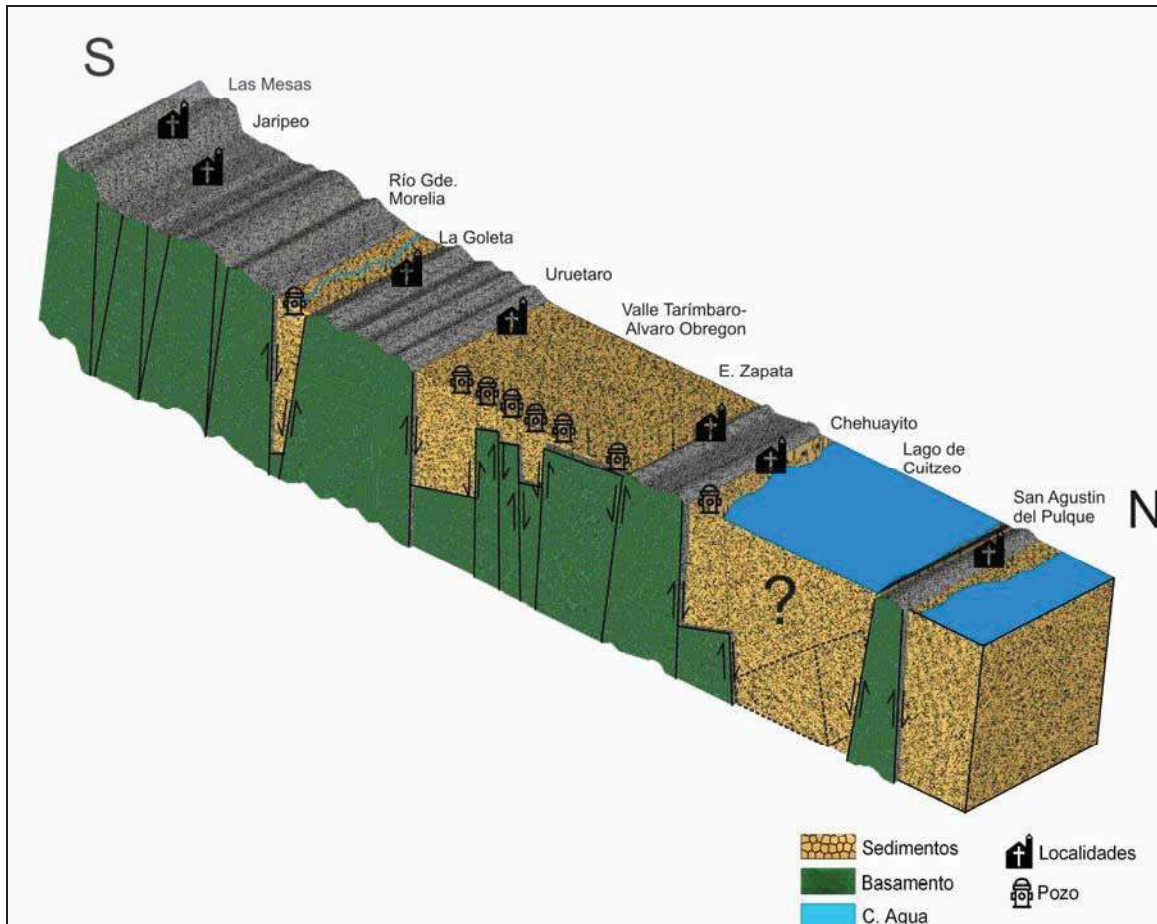 S
Las Mesas
Jaripeo
Río Gde.
Morelia
La Goleta
Uruetaro
Valle Tarímbaro-
Alvaro Obregon
E. Zapata
Chehuayito
Lago de
Cuitzeo
San Agustin
del Pulque
N
?
Sedimentos
Basamento
C. Agua
Localidades
Pozo